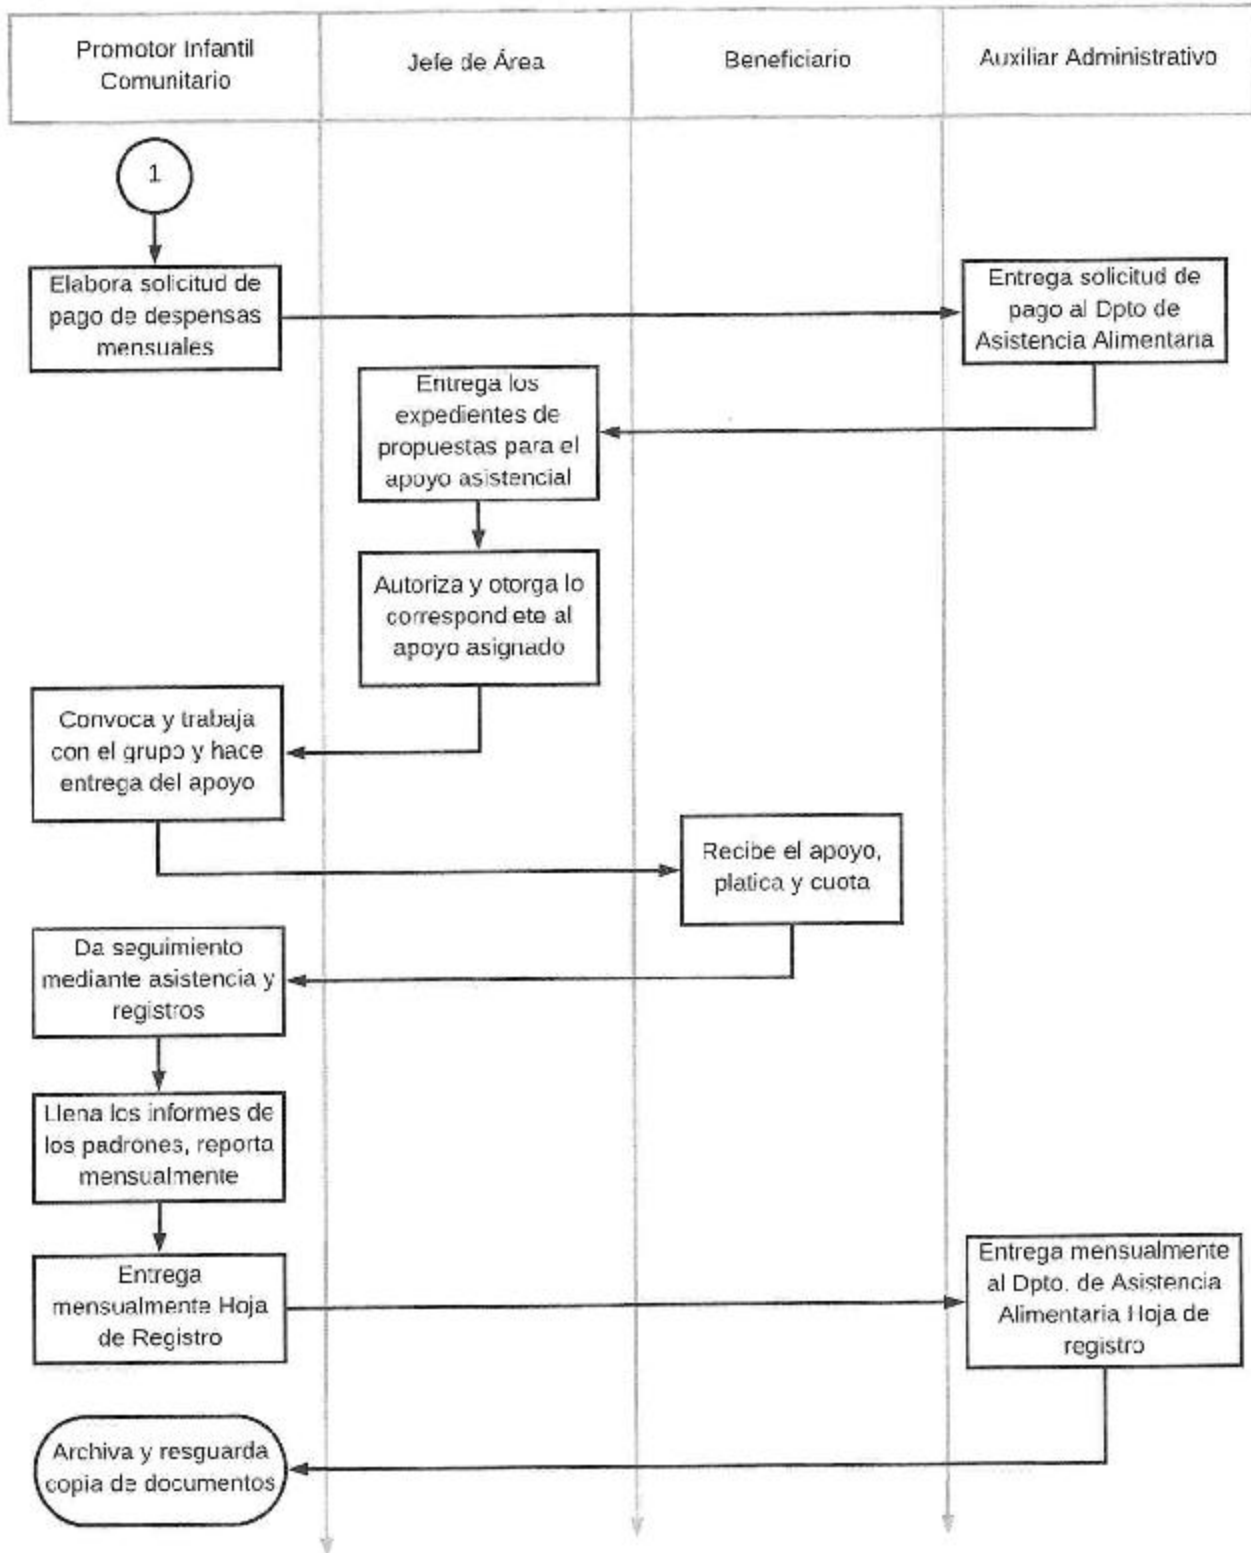 Promotor Infantil
Comunitario
Jefe de Área
Beneficiario
Auxiliar Administrativo
1
Elabora solicitud de
pago de despensas
mensuales
Entrega solicitud de
pago al Dpto de
Asistencia Alimentaria
Entrega los
expedientes de
propuestas para el
apoyo asistencial
Autoriza y otorga lo
correspond ete al
apoyo asignado
Convoca y trabaja
con el grupo y hace
entrega del apoyo
Recibe el apoyo,
platica y cuota
Da seguimiento
mediante asistencia y
registros
Llena los informes de
los padrones, reporta
mensualmente
Entrega
mensualmente Hoja
de Registro
Entrega mensualmente
al Dpto. de Asistencia
Alimentaria Hoja de
registro
Archiva y resguarda
copia de documentos